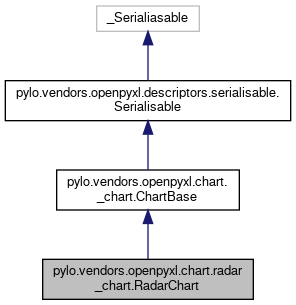 _Serialiasable
pylo.vendors.openpyxl.descriptors.serialisable.
Serialisable
pylo.vendors.openpyxl.chart.
_chart.ChartBase
pylo.vendors.openpyxl.chart.radar
_chart.RadarChart